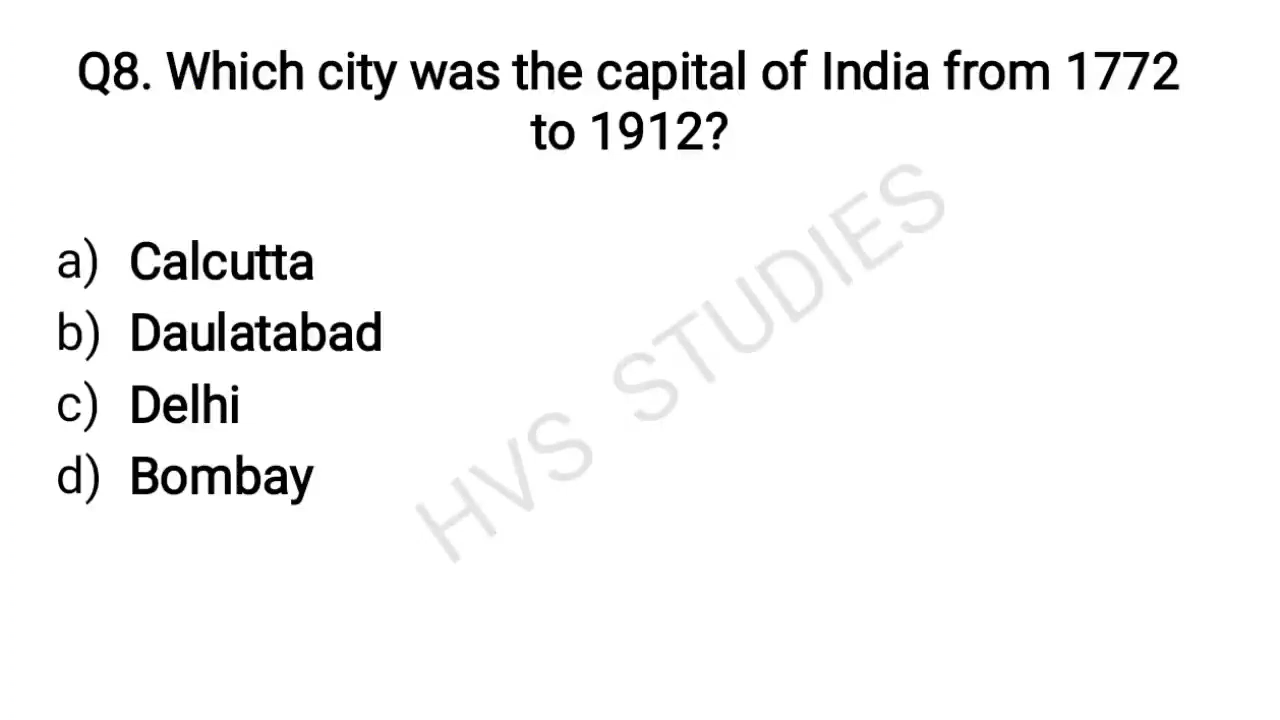 Q8. Which city was the capital of India from 1772
to 1912?
a) Calcutta
b) Daulatabad
c) Delhi
d) Bombay
HVS STUDIES